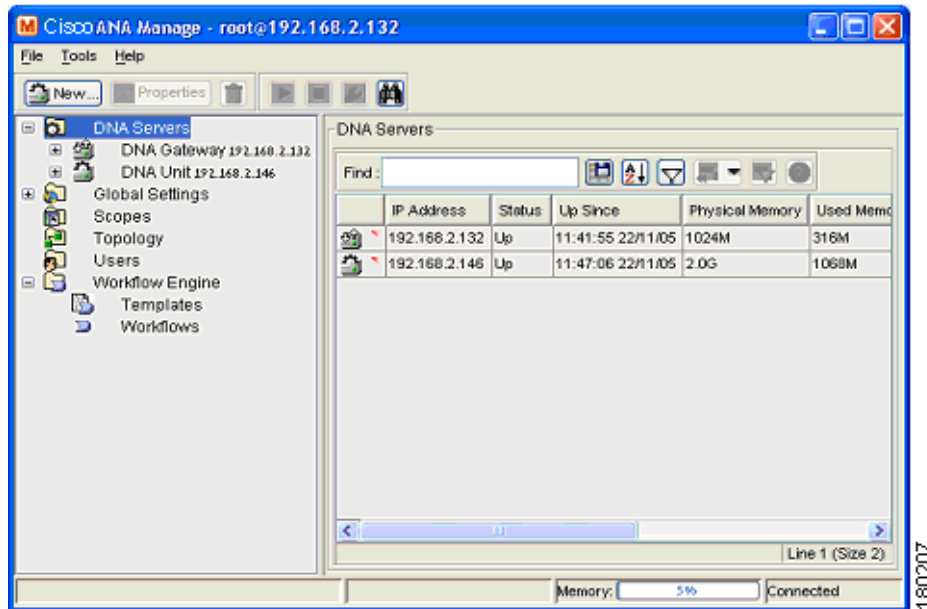 Cisco ANA Manage - root@192.168.2.132
File Tools Help
New... Properties
DNA Servers
DNA Gateway 192.168.2.132
DNA Unit 192.168.2.146
Global Settings
Scopes
Topology
Users
Workflow Engine
Templates
Workflows
DNA Servers
Find :
IP Address Status Up Since Physical Memory Used Memo
192.168.2.132 Up 11:41:55 22/11/05 1024M 316M
192.168.2.146 Up 11:47:06 22/11/05 2.0G 1068M
Line 1 (Size 2)
Memory: 5% Connected
180207